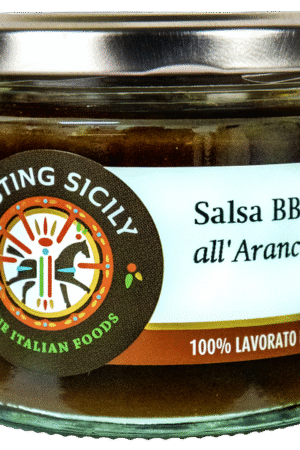 TING SICILY
E ITALIAN FOODS
Salsa BB
all'Aranc
100% LAVORATO